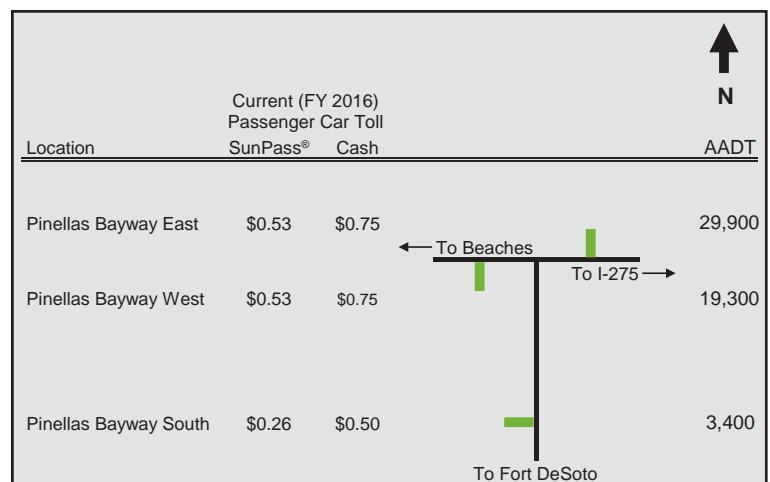 N
Current (FY 2016)
Passenger Car Toll
Location SunPass® Cash AADT
Pinellas Bayway East $0.53 $0.75 29,900
To Beaches
To I-275
Pinellas Bayway West $0.53 $0.75 19,300
Pinellas Bayway South $0.26 $0.50 3,400
To Fort DeSoto